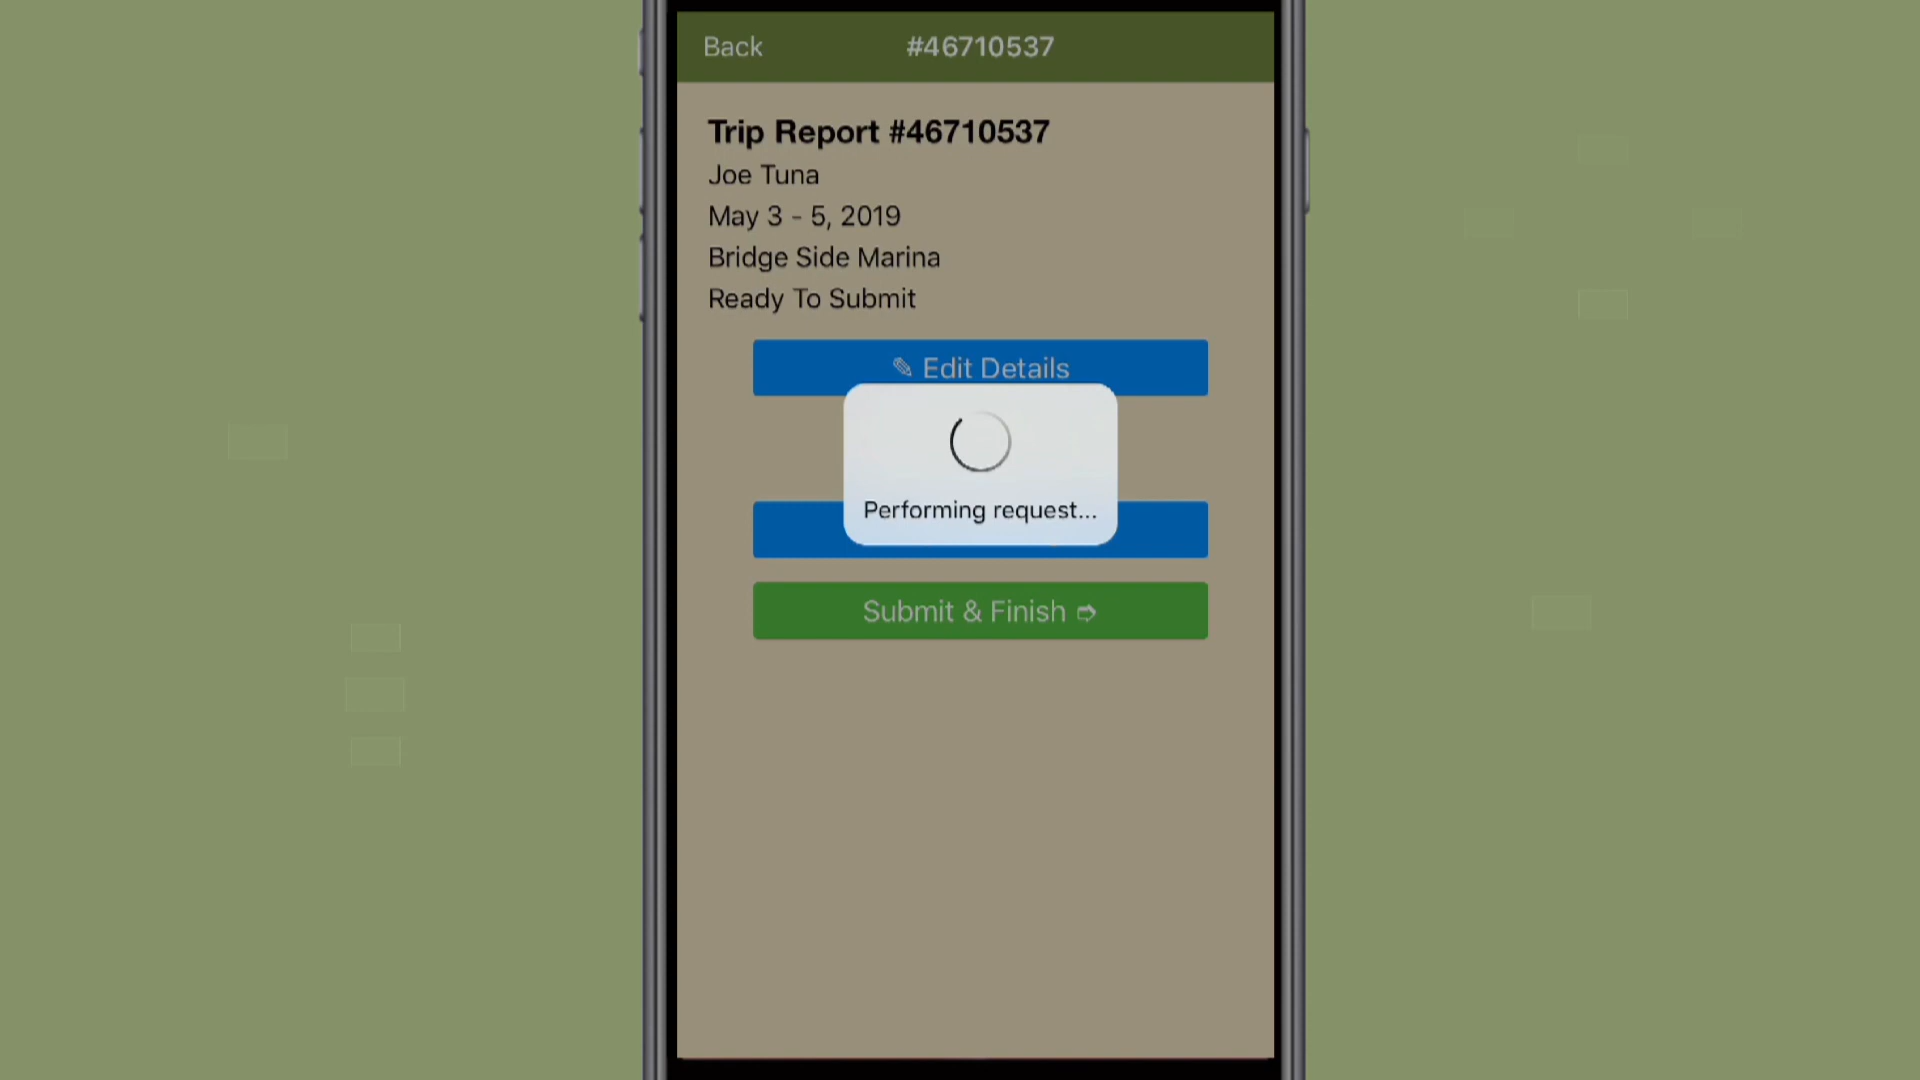 Back #46710537
Trip Report #46710537
Joe Tuna
May 3 - 5, 2019
Bridge Side Marina
Ready To Submit
✎ Edit Details
Performing request...
Submit & Finish ➱